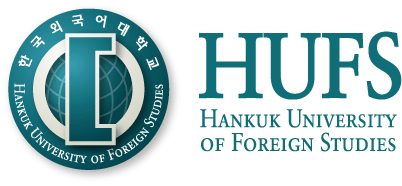 한국외국어대학교
HANKUK UNIVERSITY OF FOREIGN STUDIES
HUFS
HANKUK UNIVERSITY
OF FOREIGN STUDIES